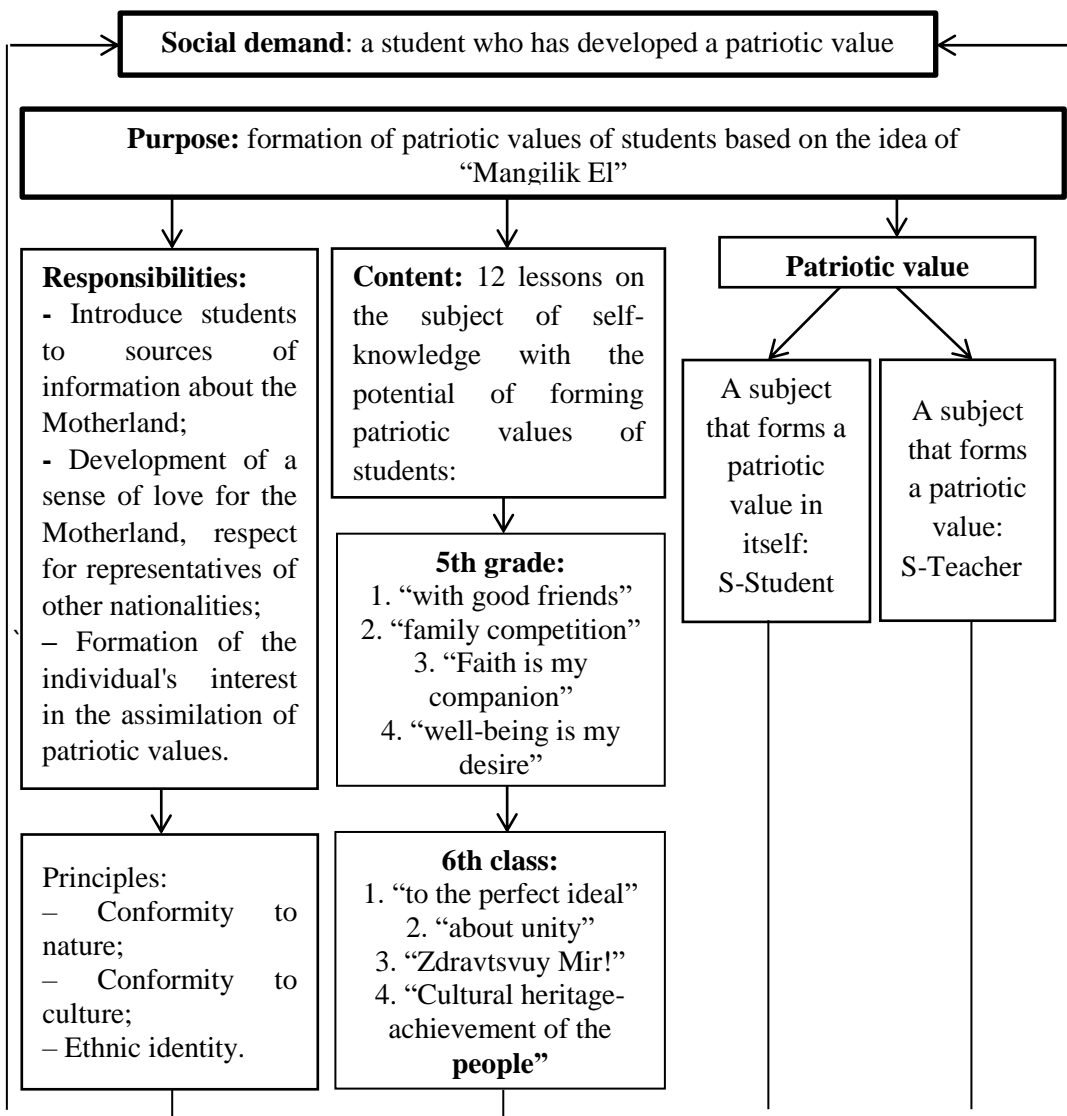 Social demand: a student who has developed a patriotic value
Purpose: formation of patriotic values of students based on the idea of
“Mangilik El”
Responsibilities:
- Introduce students
to sources of
information about the
Motherland;
- Development of a
sense of love for the
Motherland, respect
for representatives of
other nationalities;
– Formation of the
individual's interest
in the assimilation of
patriotic values.
Principles:
– Conformity to
nature;
– Conformity to
culture;
– Ethnic identity.
Content: 12 lessons on
the subject of self-
knowledge with the
potential of forming
patriotic values of
students:
5th grade:
1. “with good friends”
2. “family competition”
3. “Faith is my
companion”
4. “well-being is my
desire”
6th class:
1. “to the perfect ideal”
2. “about unity”
3. “Zdravtsvuy Mir!”
4. “Cultural heritage-
achievement of the
people”
Patriotic value
A subject
that forms a
patriotic
value in
itself:
S-Student
A subject
that forms
a patriotic
value:
S-Teacher
`